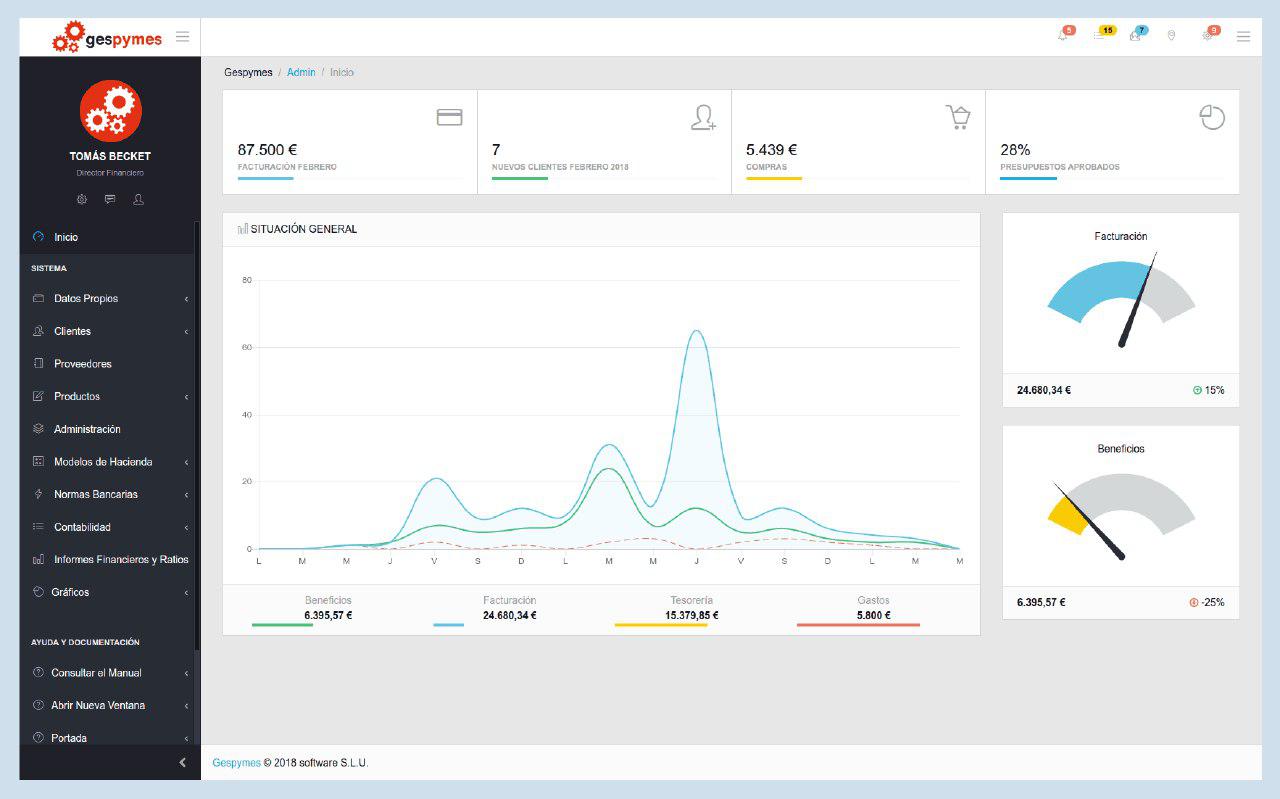 gespymes
5
15
7
9
TOMÁS BECKET
Director Financiero
Inicio
SISTEMA
Datos Propios
Clientes
Proveedores
Productos
Administración
Modelos de Hacienda
Normas Bancarias
Contabilidad
Informes Financieros y Ratios
Gráficos
AYUDA Y DOCUMENTACIÓN
Consultar el Manual
Abrir Nueva Ventana
Portada
Gespymes / Admin / Inicio
87.500 €
FACTURACIÓN FEBRERO
7
NUEVOS CLIENTES FEBRERO 2018
5.439 €
COMPRAS
28%
PRESUPUESTOS APROBADOS
SITUACIÓN GENERAL
80
60
40
20
0
L M M J V S D L M M J V S D L M M
Beneficios
6.395,57 €
Facturación
24.680,34 €
Tesorería
15.379,85 €
Gastos
5.800 €
Facturación
24.680,34 € 15%
Beneficios
6.395,57 € -25%
Gespymes © 2018 software S.L.U.